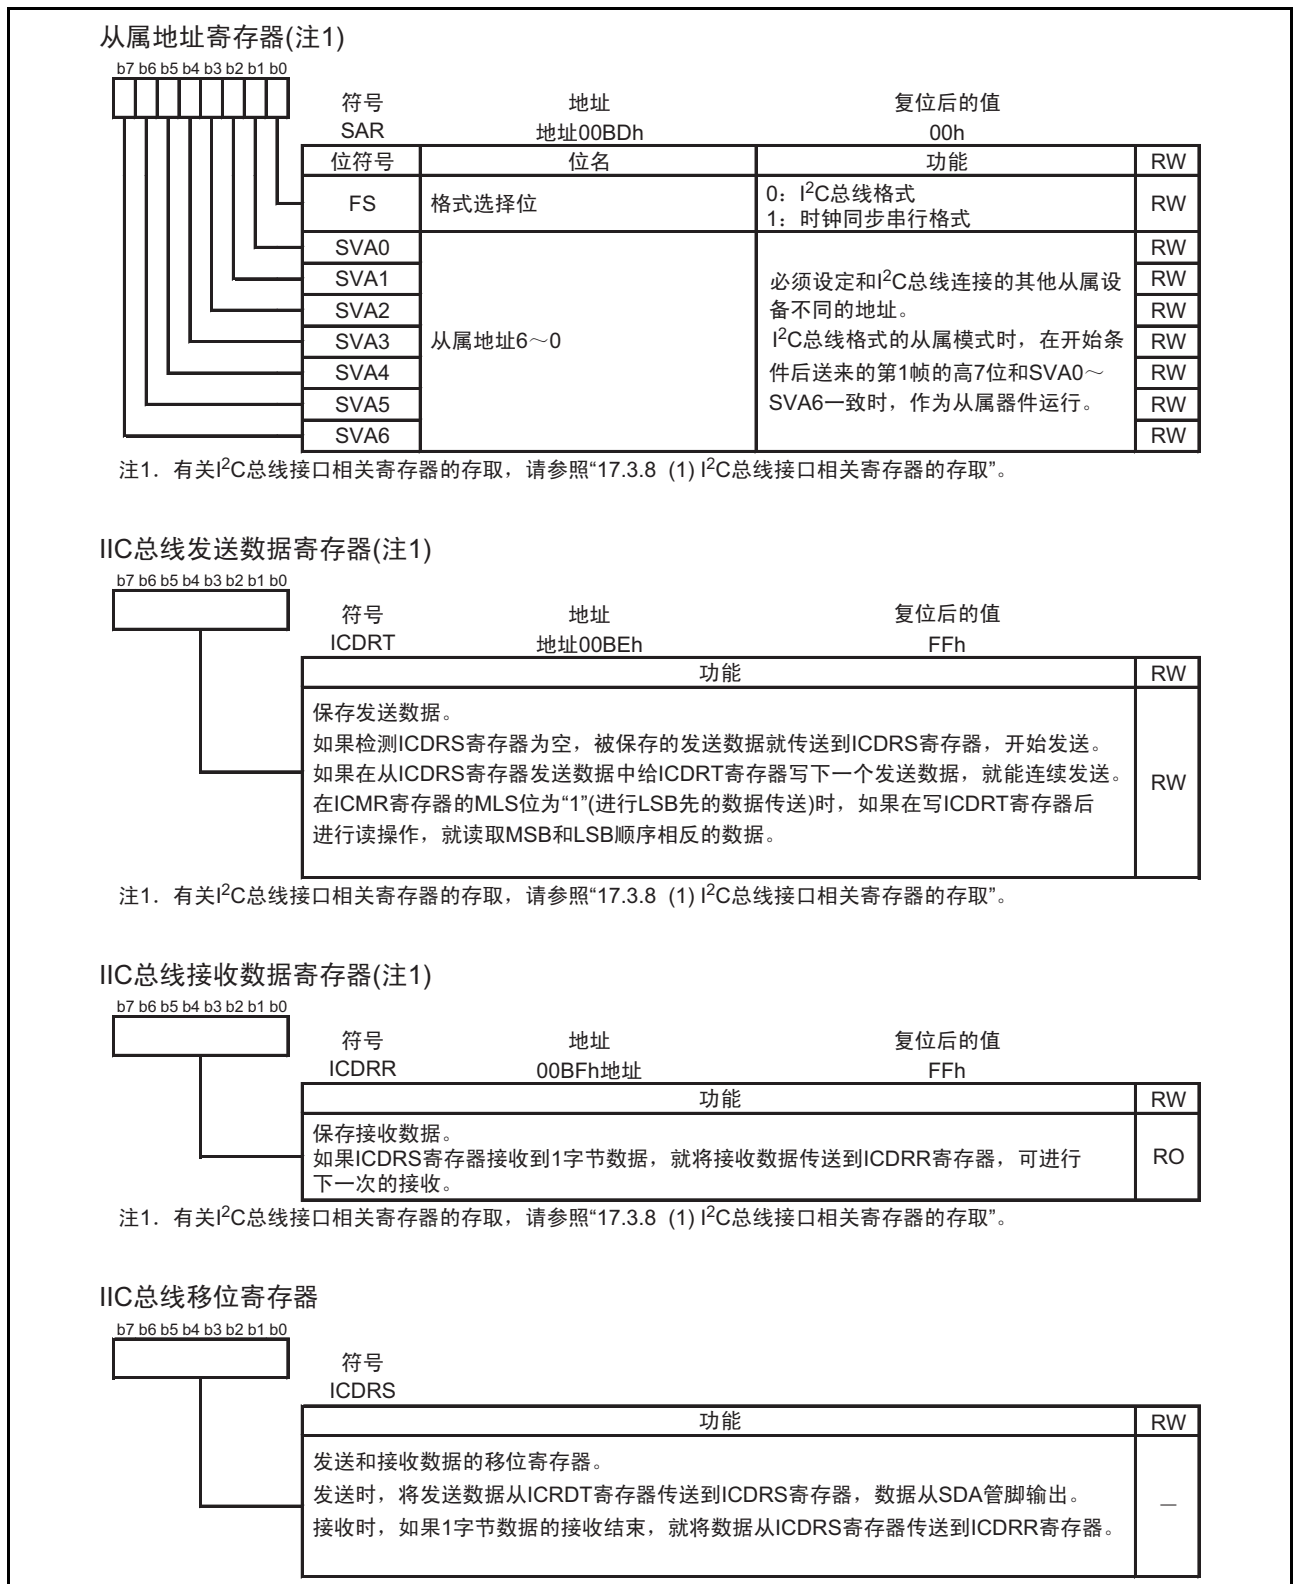 从属地址寄存器(注1)
b7 b6 b5 b4 b3 b2 b1 b0
符号 地址 复位后的值
SAR 地址00BDh 00h
位符号 位名 功能 RW
FS 格式选择位 0：I²C总线格式 RW
1：时钟同步串行格式
SVA0 RW
SVA1 RW
SVA2 RW
SVA3 RW
SVA4 RW
SVA5 RW
SVA6 RW
从属地址6～0
必须设定和I²C总线连接的其他从属设
备不同的地址。
I²C总线格式的从属模式时，在开始条
件后送来的第1帧的高7位和SVA0～
SVA6一致时，作为从属器件运行。
注1．有关I²C总线接口相关寄存器的存取，请参照“17.3.8 (1) I²C总线接口相关寄存器的存取”。
IIC总线发送数据寄存器(注1)
b7 b6 b5 b4 b3 b2 b1 b0
符号 地址 复位后的值
ICDRT 地址00BEh FFh
功能 RW
保存发送数据。
如果检测ICDRS寄存器为空，被保存的发送数据就传送到ICDRS寄存器，开始发送。
如果在从ICDRS寄存器发送数据中给ICDRT寄存器写下一个发送数据，就能连续发送。
在ICMR寄存器的MLS位为“1”(进行LSB先的数据传送)时，如果在写ICDRT寄存器后
进行读操作，就读取MSB和LSB顺序相反的数据。
RW
注1．有关I²C总线接口相关寄存器的存取，请参照“17.3.8 (1) I²C总线接口相关寄存器的存取”。
IIC总线接收数据寄存器(注1)
b7 b6 b5 b4 b3 b2 b1 b0
符号 地址 复位后的值
ICDRR 00BFh地址 FFh
功能 RW
保存接收数据。
如果ICDRS寄存器接收到1字节数据，就将接收数据传送到ICDRR寄存器，可进行
下一次的接收。
RO
注1．有关I²C总线接口相关寄存器的存取，请参照“17.3.8 (1) I²C总线接口相关寄存器的存取”。
IIC总线移位寄存器
b7 b6 b5 b4 b3 b2 b1 b0
符号
ICDRS
功能 RW
发送和接收数据的移位寄存器。
发送时，将发送数据从ICRDT寄存器传送到ICDRS寄存器，数据从SDA管脚输出。
接收时，如果1字节数据的接收结束，就将数据从ICDRS寄存器传送到ICDRR寄存器。
—